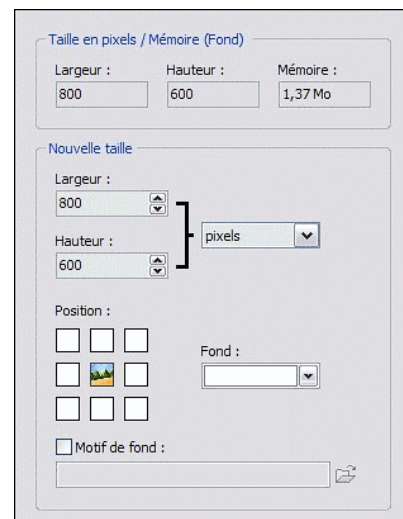 Taille en pixels / Mémoire (Fond)
Largeur : Hauteur : Mémoire :
800 600 1,37 Mo
Nouvelle taille
Largeur :
800
pixels
Hauteur :
600
Position :
Fond :
Motif de fond :